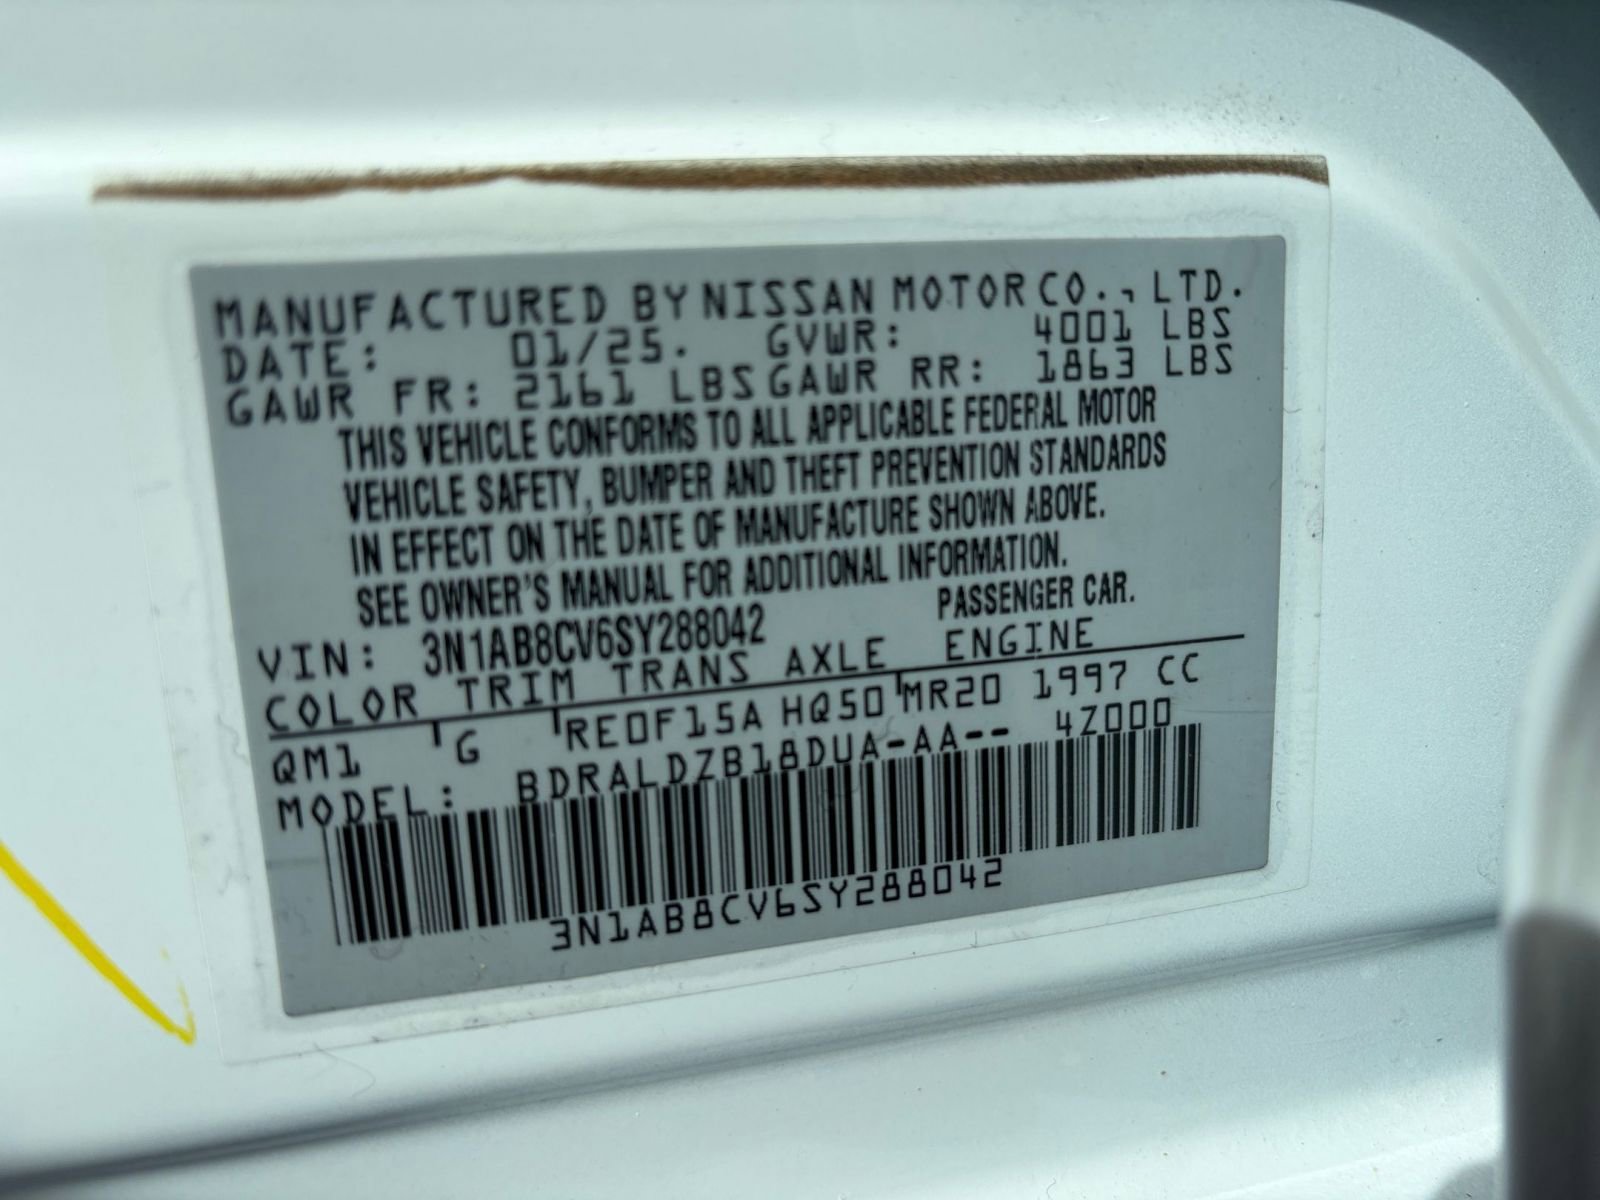 MANUFACTURED BY NISSAN MOTOR CO., LTD.
DATE: 01/25. GVWR: 4001 LBS
GAWR FR: 2161 LBS GAWR RR: 1863 LBS
THIS VEHICLE CONFORMS TO ALL APPLICABLE FEDERAL MOTOR
VEHICLE SAFETY, BUMPER AND THEFT PREVENTION STANDARDS
IN EFFECT ON THE DATE OF MANUFACTURE SHOWN ABOVE.
SEE OWNER'S MANUAL FOR ADDITIONAL INFORMATION.
VIN: 3N1AB8CV6SY288042 PASSENGER CAR.
COLOR TRIM TRANS AXLE ENGINE
QM1 G RE0F15A HQ50 MR20 1997 CC
MODEL: BDRALDZB18DUA-AA-- 4Z000
3N1AB8CV6SY288042